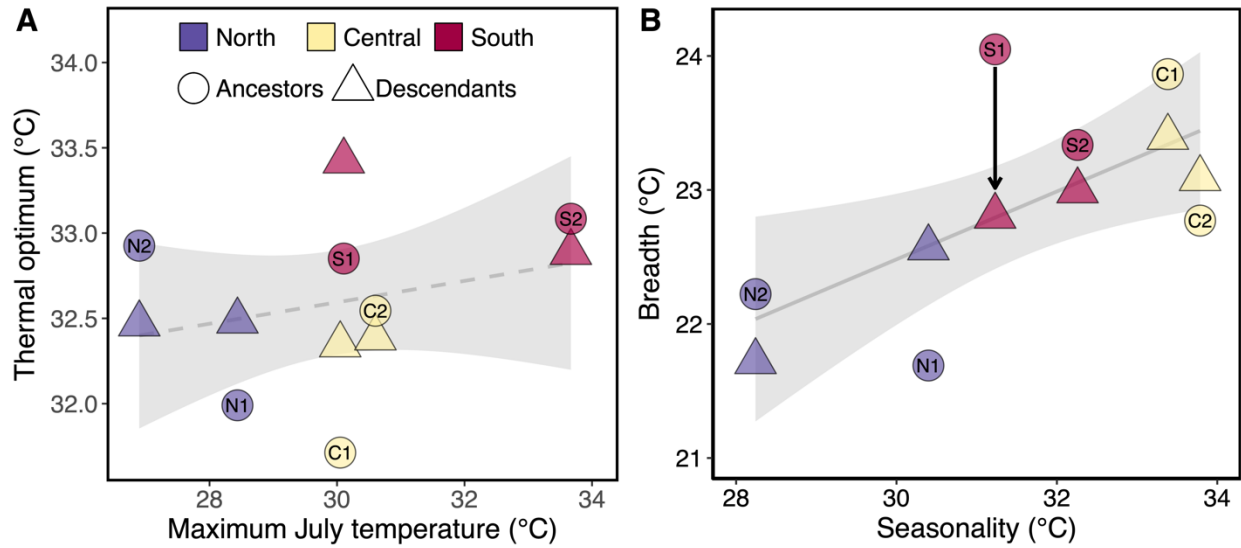 A
North Central South
Ancestors Descendants
34.0
33.5
33.0
32.5
32.0
N2
S1
S2
C2
N1
C1
28 30 32 34
Thermal optimum (°C)
Maximum July temperature (°C)
B
24
23
22
21
S1
C1
S2
C2
N2
N1
28 30 32 34
Breadth (°C)
Seasonality (°C)